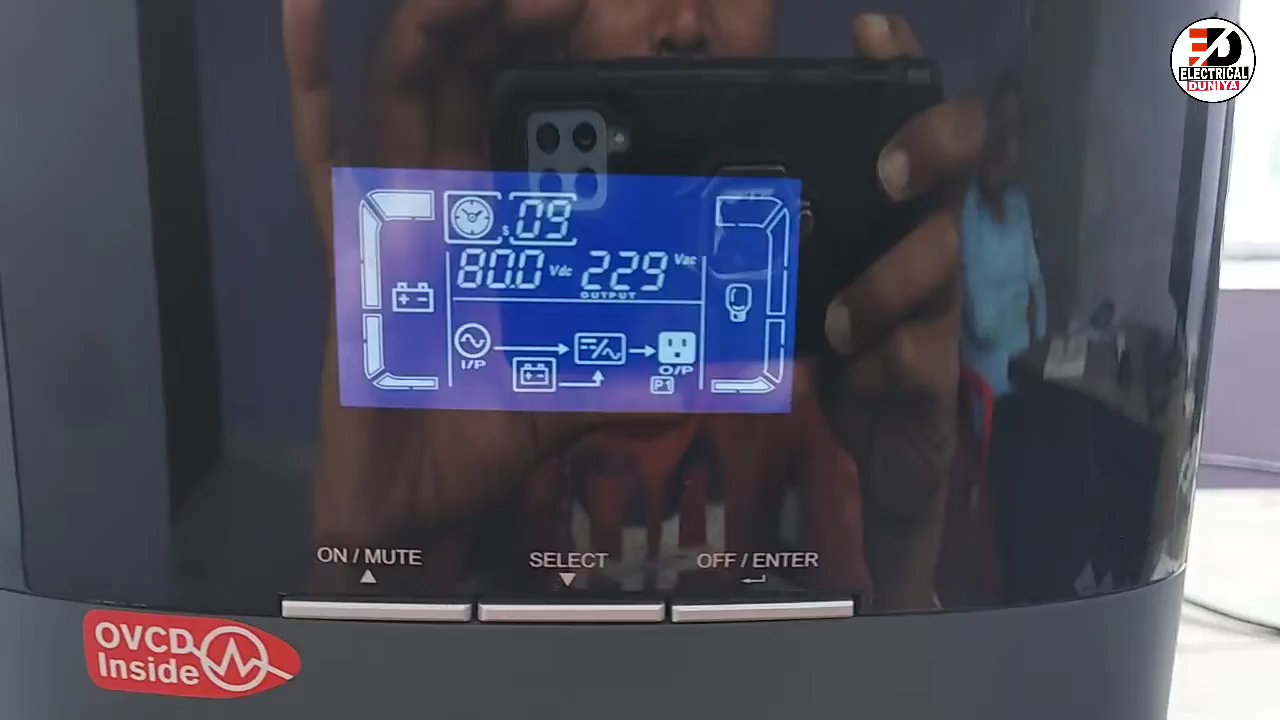 ELECTRICAL
DUNIYA
s 09
80.0 Vdc 229 Vac
OUTPUT
I/P
O/P
P1
ON / MUTE
SELECT
OFF / ENTER
OVCD
Inside